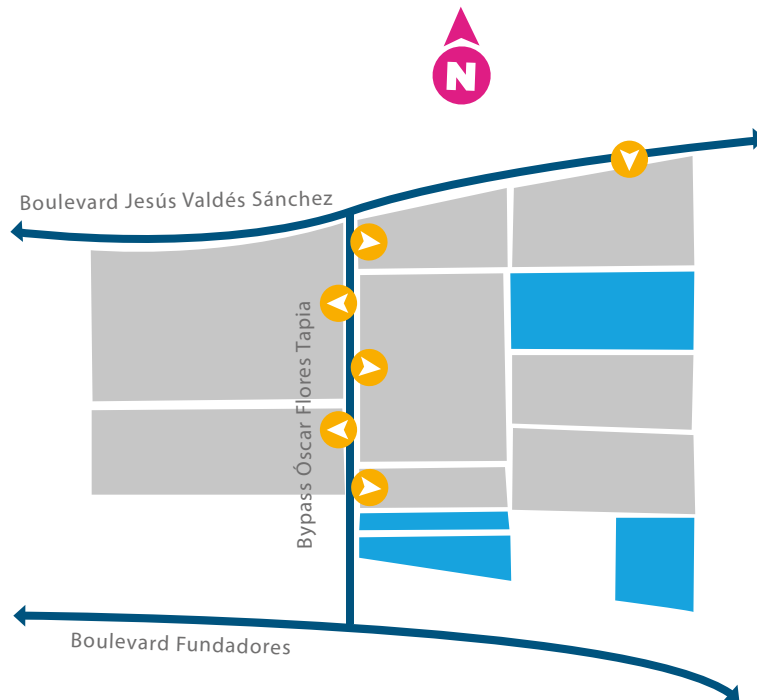 N
Boulevard Jesús Valdés Sánchez
Bypass Óscar Flores Tapia
Boulevard Fundadores